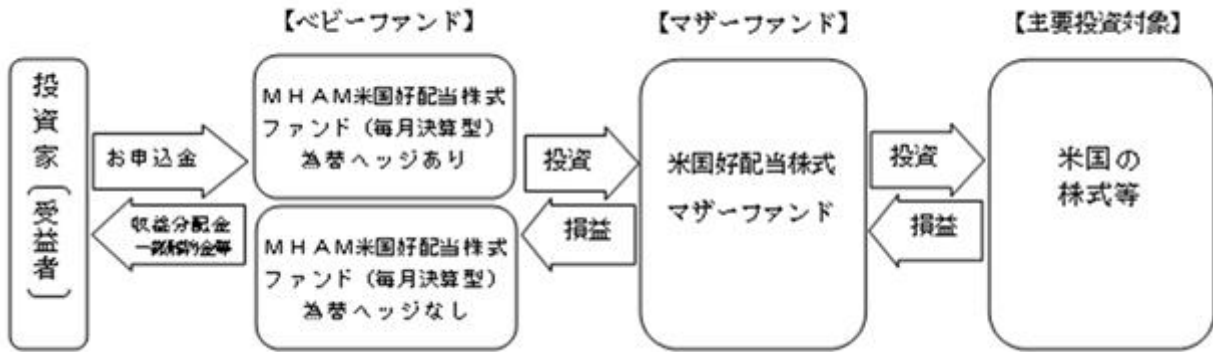 【ベビーファンド】
【マザーファンド】
【主要投資対象】
投資家（受益者）
お申込金
収益分配金
一部解約金等
MHAM米国好配当株式
ファンド（毎月決算型）
為替ヘッジあり
MHAM米国好配当株式
ファンド（毎月決算型）
為替ヘッジなし
投資
損益
米国好配当株式
マザーファンド
投資
損益
米国の
株式等